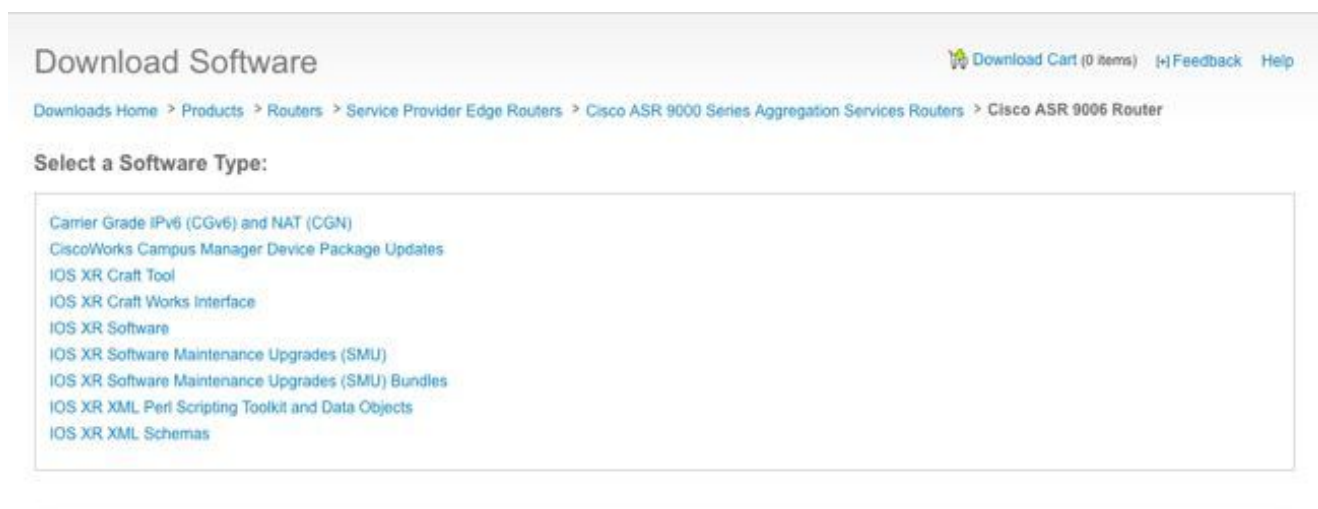 Download Software
Download Cart (0 items) [+] Feedback Help
Downloads Home > Products > Routers > Service Provider Edge Routers > Cisco ASR 9000 Series Aggregation Services Routers > Cisco ASR 9006 Router
Select a Software Type:
Carrier Grade IPv6 (CGv6) and NAT (CGN)
CiscoWorks Campus Manager Device Package Updates
IOS XR Craft Tool
IOS XR Craft Works Interface
IOS XR Software
IOS XR Software Maintenance Upgrades (SMU)
IOS XR Software Maintenance Upgrades (SMU) Bundles
IOS XR XML Perl Scripting Toolkit and Data Objects
IOS XR XML Schemas